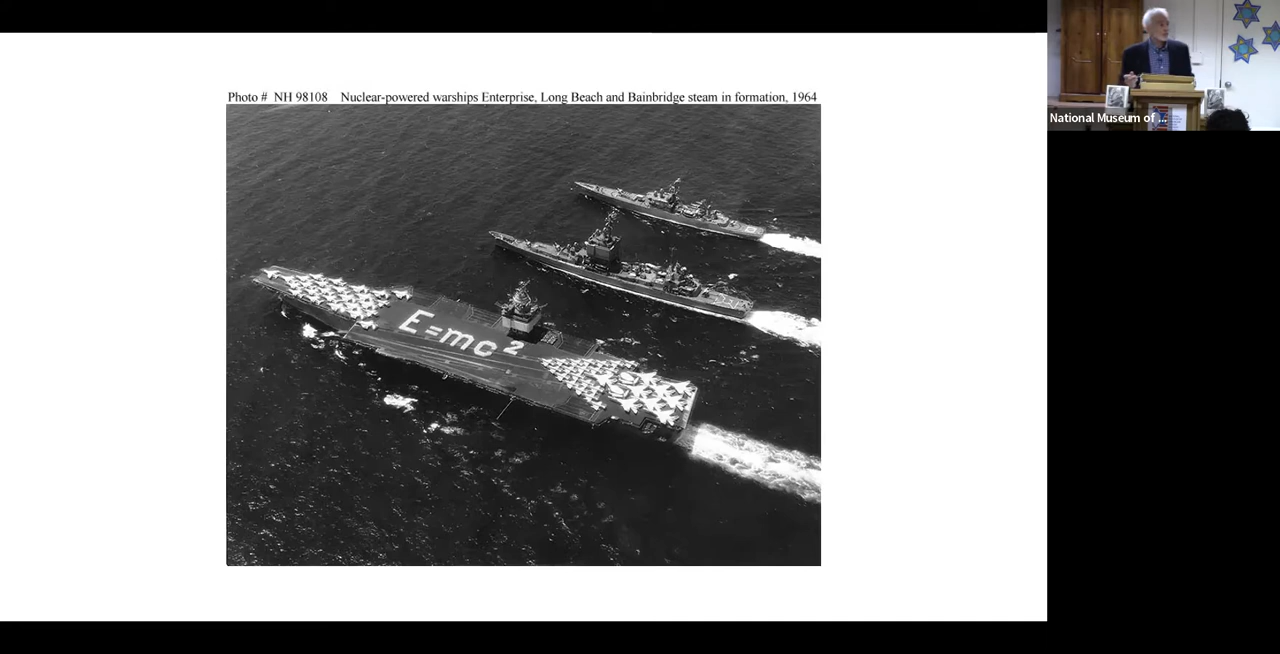 Photo # NH 98108 Nuclear-powered warships Enterprise, Long Beach and Bainbridge steam in formation, 1964
E=mc²
National Museum of ...